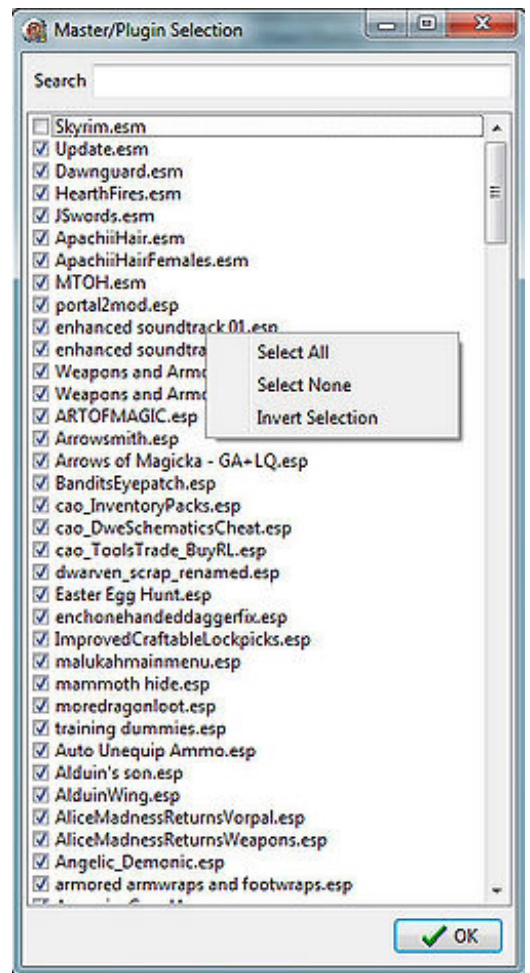 Master/Plugin Selection
Search
Skyrim.esm
Update.esm
Dawnguard.esm
HearthFires.esm
JSwords.esm
ApachiiHair.esm
ApachiiHairFemales.esm
MTOH.esm
portal2mod.esp
enhanced soundtrack 01.esp
enhanced soundtra
Weapons and Armo
Weapons and Armo
ARTOFMAGIC.esp
Select All
Select None
Invert Selection
Arrowsmith.esp
Arrows of Magicka - GA+LQ.esp
BanditsEyepatch.esp
cao_InventoryPacks.esp
cao_DweSchematicsCheat.esp
cao_ToolsTrade_BuyRL.esp
dwarven_scrap_renamed.esp
Easter Egg Hunt.esp
enchonehandeddaggerfix.esp
ImprovedCraftableLockpicks.esp
malukahmainmenu.esp
mammoth hide.esp
moredragonloot.esp
training dummies.esp
Auto Unequip Ammo.esp
Alduin's son.esp
AlduinWing.esp
AliceMadnessReturnsVorpal.esp
AliceMadnessReturnsWeapons.esp
Angelic_Demonic.esp
armored armwraps and footwraps.esp
OK